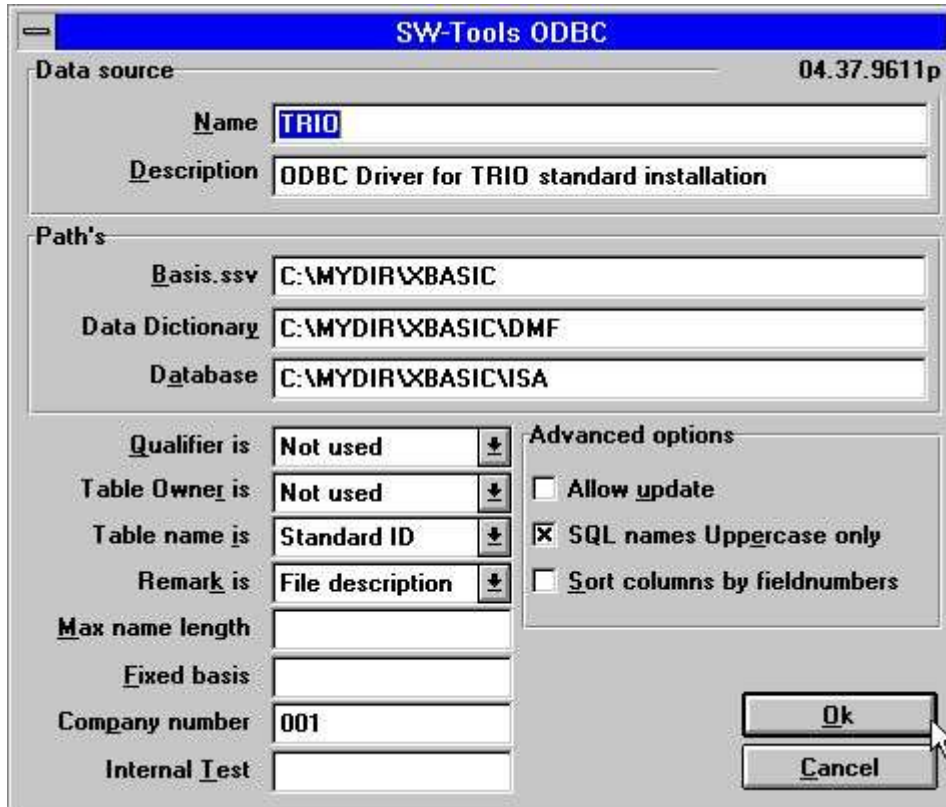 SW-Tools ODBC
Data source 04.37.9611p
Name TRIO
Description ODBC Driver for TRIO standard installation
Path's
Basis.ssv C:\MYDIR\XBASIC
Data Dictionary C:\MYDIR\XBASIC\DMF
Database C:\MYDIR\XBASIC\ISA
Qualifier is Not used
Table Owner is Not used
Table name is Standard ID
Remark is File description
Max name length
Fixed basis
Company number 001
Internal Test
Advanced options
Allow update
SQL names Uppercase only
Sort columns by fieldnumbers
Ok
Cancel